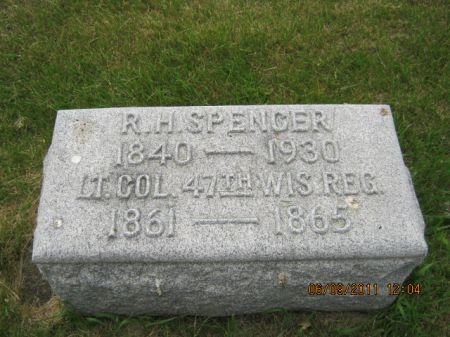 R.H.SPENCER
1840 — 1930
LT.COL. 47TH WIS.REG.
1861 — 1865
06/09/2011 12:04